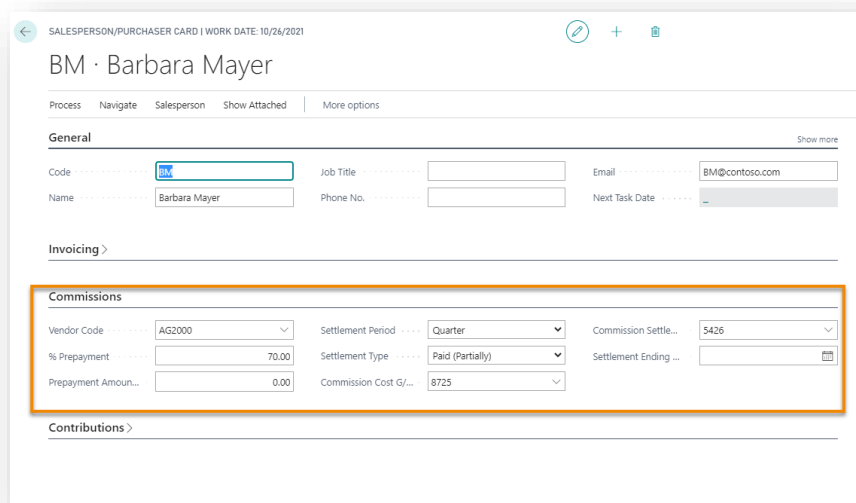 SALESPERSON/PURCHASER CARD | WORK DATE: 10/26/2021
BM · Barbara Mayer
Process Navigate Salesperson Show Attached More options
General Show more
Code BM Job Title Email BM@contoso.com
Name Barbara Mayer Phone No. Next Task Date _
Invoicing >
Commissions
Vendor Code AG2000 Settlement Period Quarter Commission Settle... 5426
% Prepayment 70.00 Settlement Type Paid (Partially) Settlement Ending ...
Prepayment Amoun... 0.00 Commission Cost G/... 8725
Contributions >